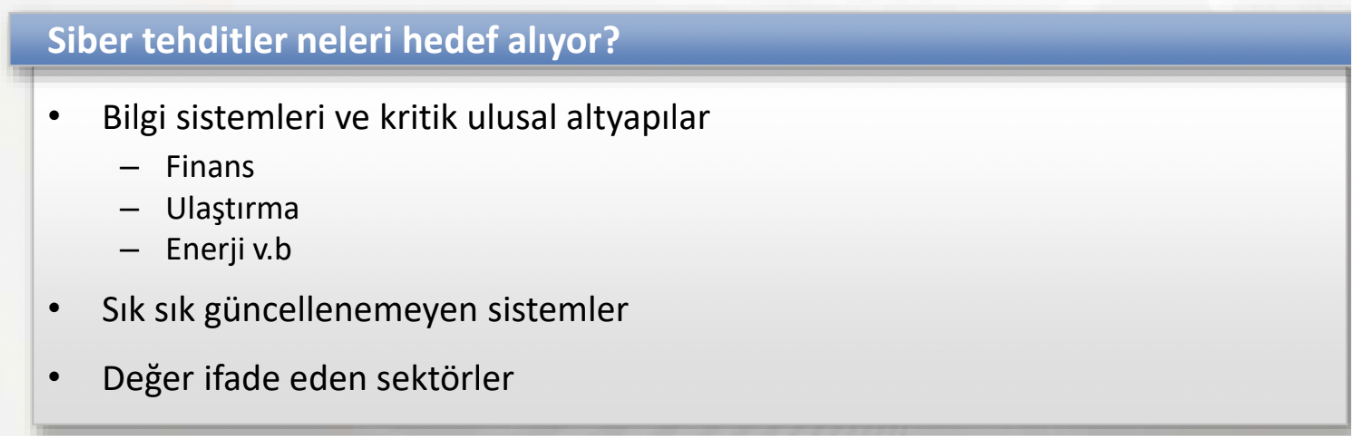 Siber tehditler neleri hedef alıyor?
• Bilgi sistemleri ve kritik ulusal altyapılar
– Finans
– Ulaştırma
– Enerji v.b
• Sık sık güncellenemeyen sistemler
• Değer ifade eden sektörler